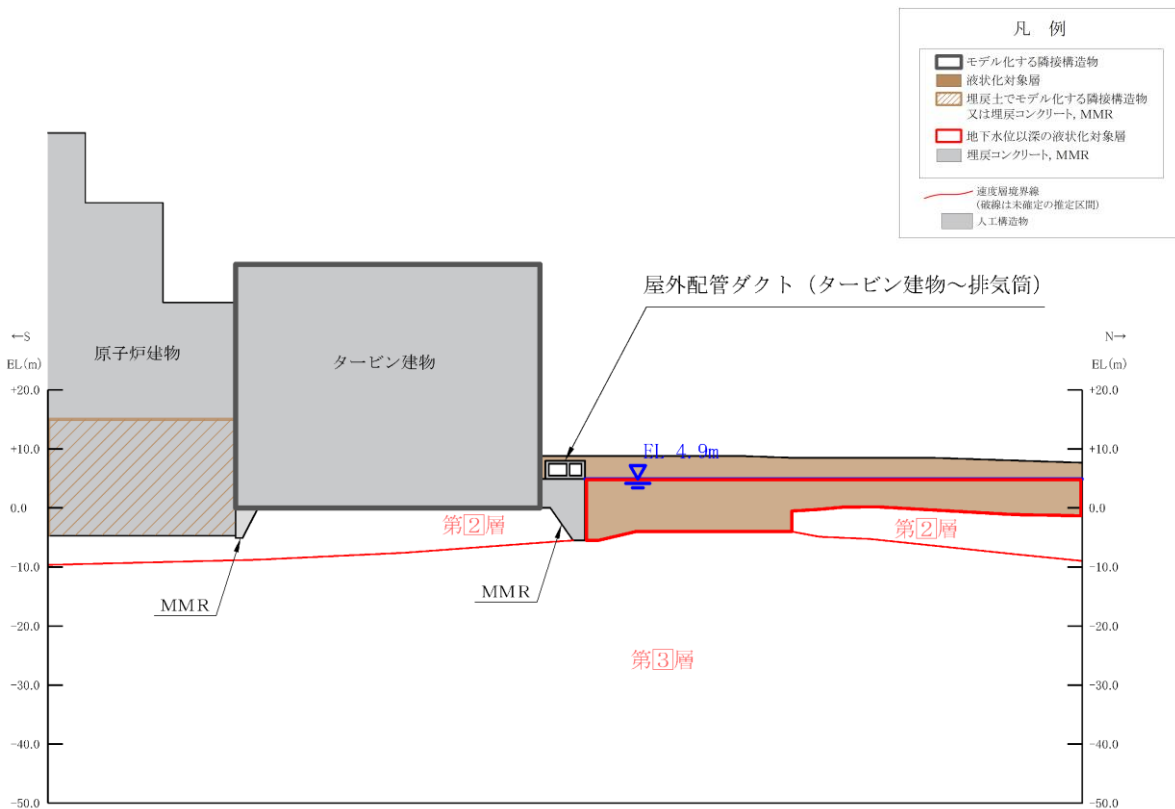 凡　例
モデル化する隣接構造物
液状化対象層
埋戻土でモデル化する隣接構造物
又は埋戻コンクリート, MMR
地下水位以深の液状化対象層
埋戻コンクリート, MMR
速度層境界線
(破線は未確定の推定区間)
人工構造物
屋外配管ダクト（タービン建物～排気筒）
←S
EL(m)
N→
EL(m)
原子炉建物
タービン建物
+20.0
+10.0
0.0
-10.0
-20.0
-30.0
-40.0
-50.0
EL 4.9m
第2層
第2層
MMR
MMR
第3層
+20.0
+10.0
0.0
-10.0
-20.0
-30.0
-40.0
-50.0